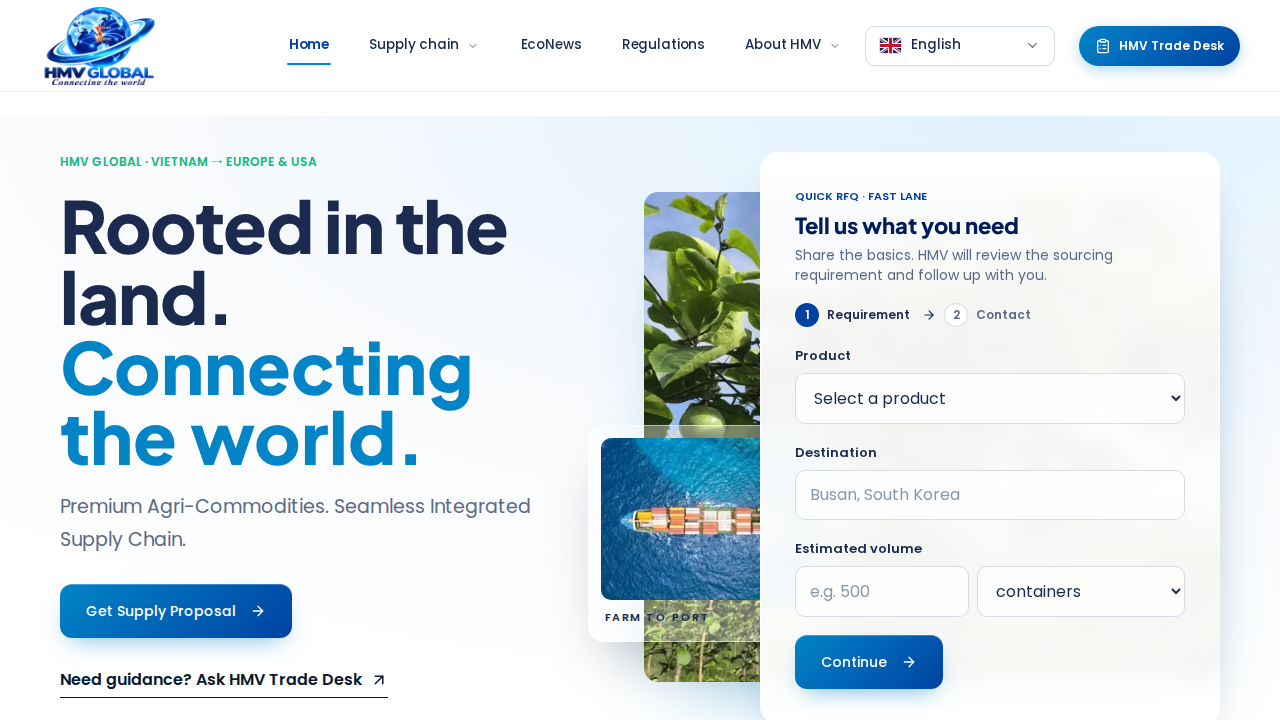 HMV GLOBAL
Connecting the world
Home
Supply chain
EcoNews
Regulations
About HMV
English
HMV Trade Desk
HMV GLOBAL · VIETNAM → EUROPE & USA
Rooted in the
land.
Connecting
the world.
Premium Agri-Commodities. Seamless Integrated
Supply Chain.
Get Supply Proposal
Need guidance? Ask HMV Trade Desk
FARM TO PORT
QUICK RFQ · FAST LANE
Tell us what you need
Share the basics. HMV will review the sourcing
requirement and follow up with you.
1 Requirement → 2 Contact
Product
Select a product
Destination
Busan, South Korea
Estimated volume
e.g. 500
containers
Continue